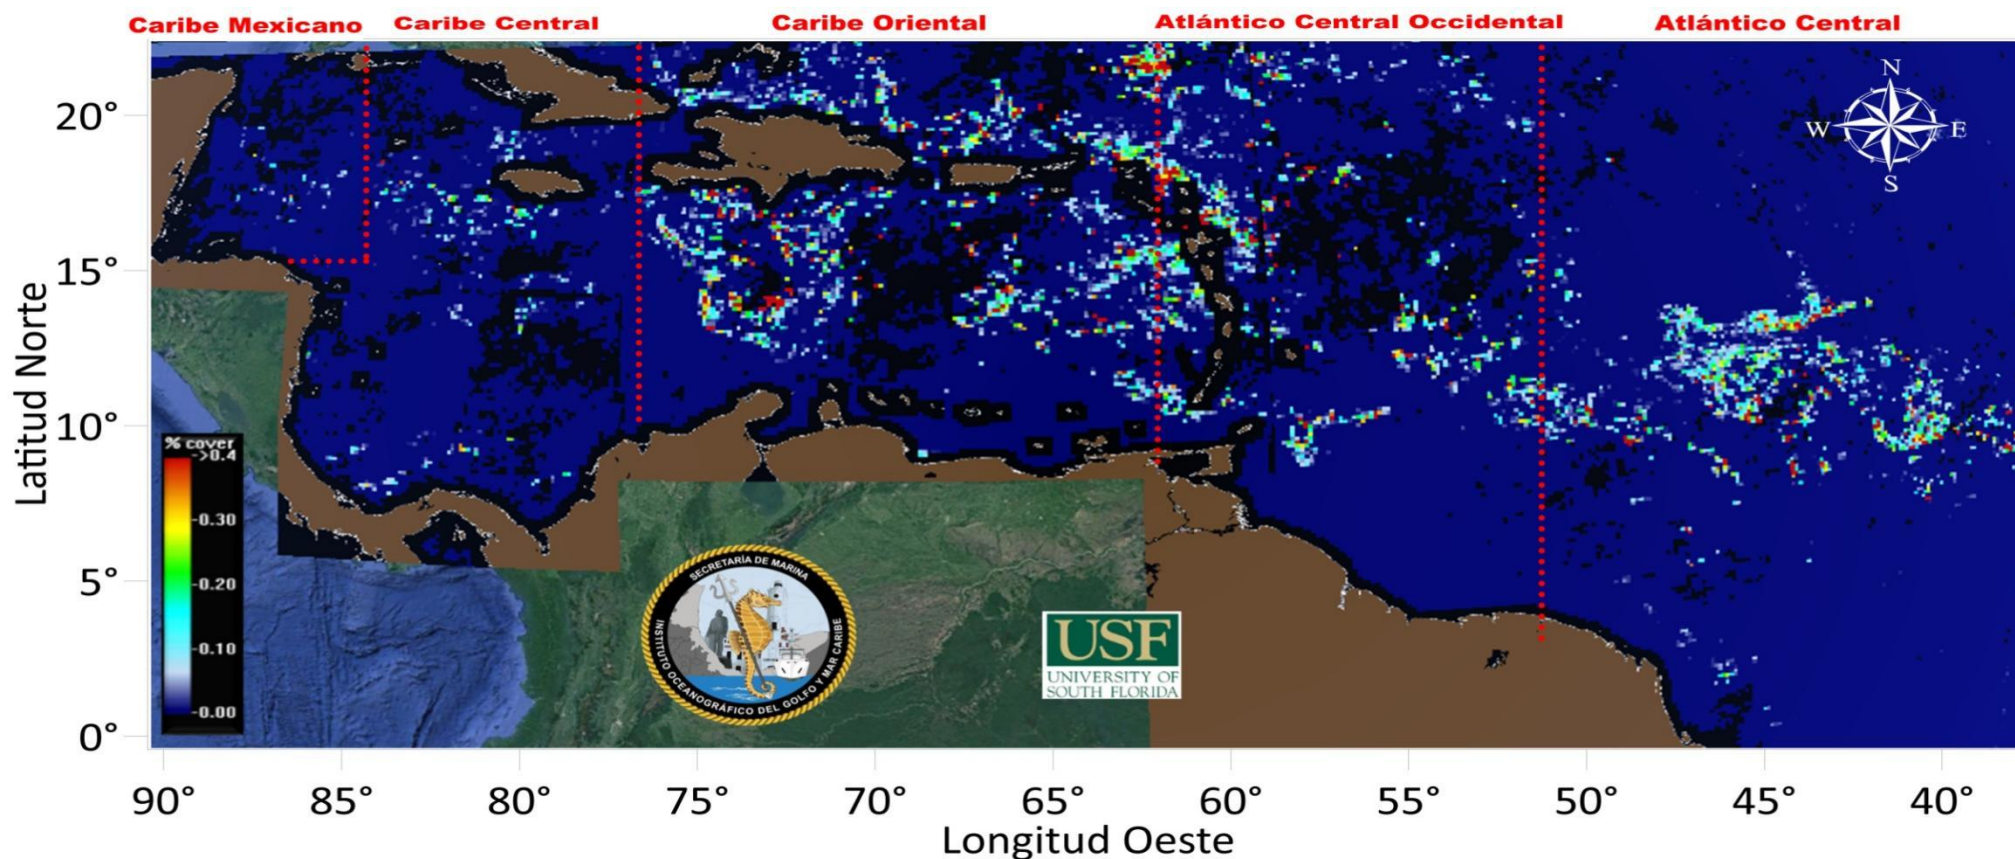 Caribe Mexicano
Caribe Central
Caribe Oriental
Atlántico Central Occidental
Atlántico Central
N
W
E
S
20°
15°
10°
5°
0°
Latitud Norte
% cover
->0.4
-0.30
-0.20
-0.10
-0.00
SECRETARÍA DE MARINA
INSTITUTO OCEANOGRÁFICO DEL GOLFO Y MAR CARIBE
USF
UNIVERSITY OF
SOUTH FLORIDA
90°
85°
80°
75°
70°
65°
60°
55°
50°
45°
40°
Longitud Oeste